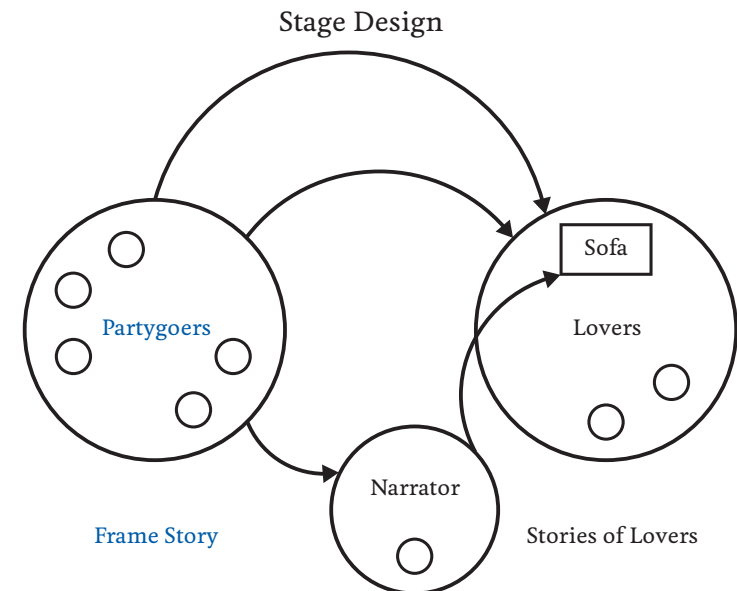 Stage Design
Sofa
Partygoers
Lovers
Narrator
Frame Story
Stories of Lovers